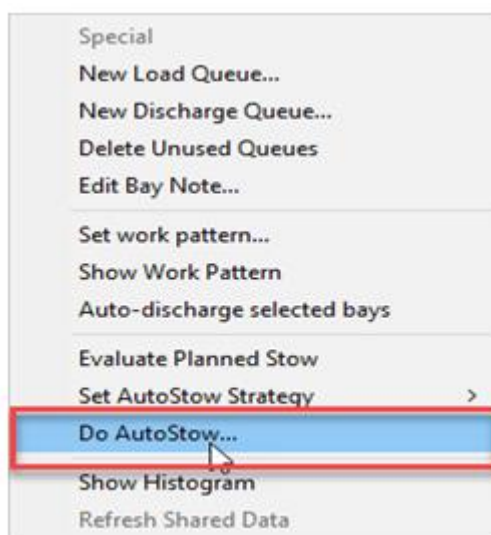 Special
New Load Queue...
New Discharge Queue...
Delete Unused Queues
Edit Bay Note...
Set work pattern...
Show Work Pattern
Auto-discharge selected bays
Evaluate Planned Stow
Set AutoStow Strategy
Do AutoStow...
Show Histogram
Refresh Shared Data